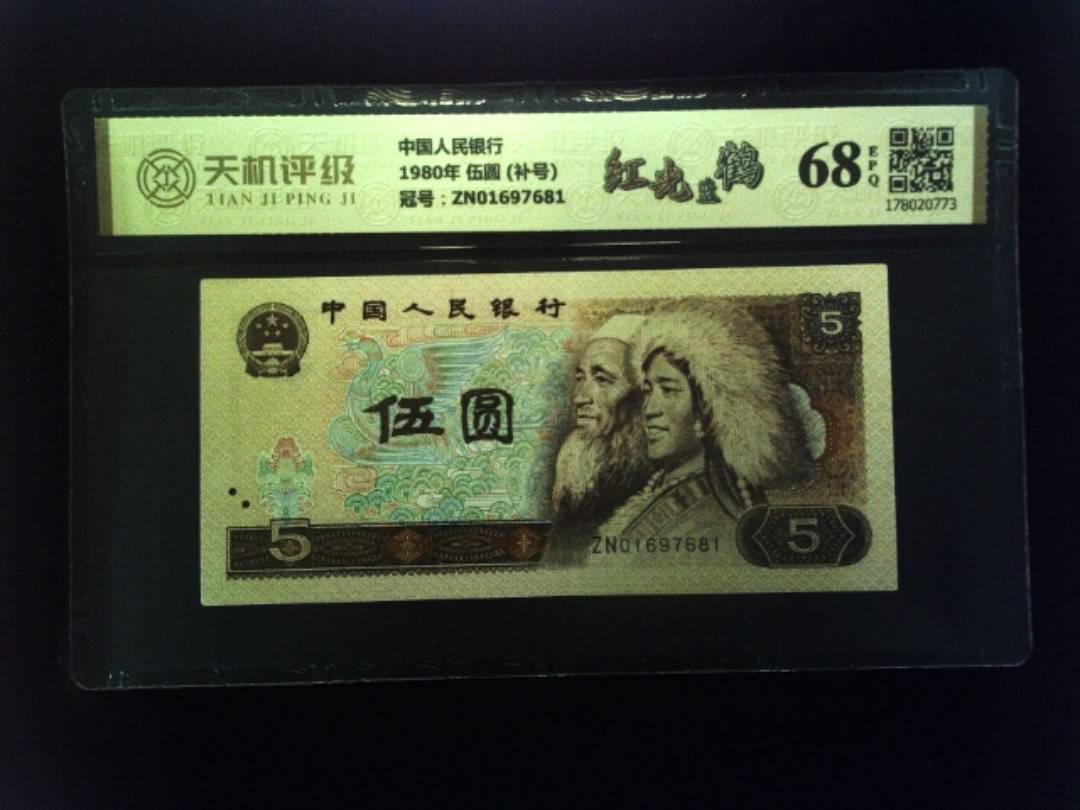 天机评级
TIAN JI PING JI
中国人民银行
1980年 伍圆 (补号)
冠号：ZN01697681
红光蓝鹤
68
EPQ
178020773
中国人民银行
5
伍圆
5
ZN01697681
5